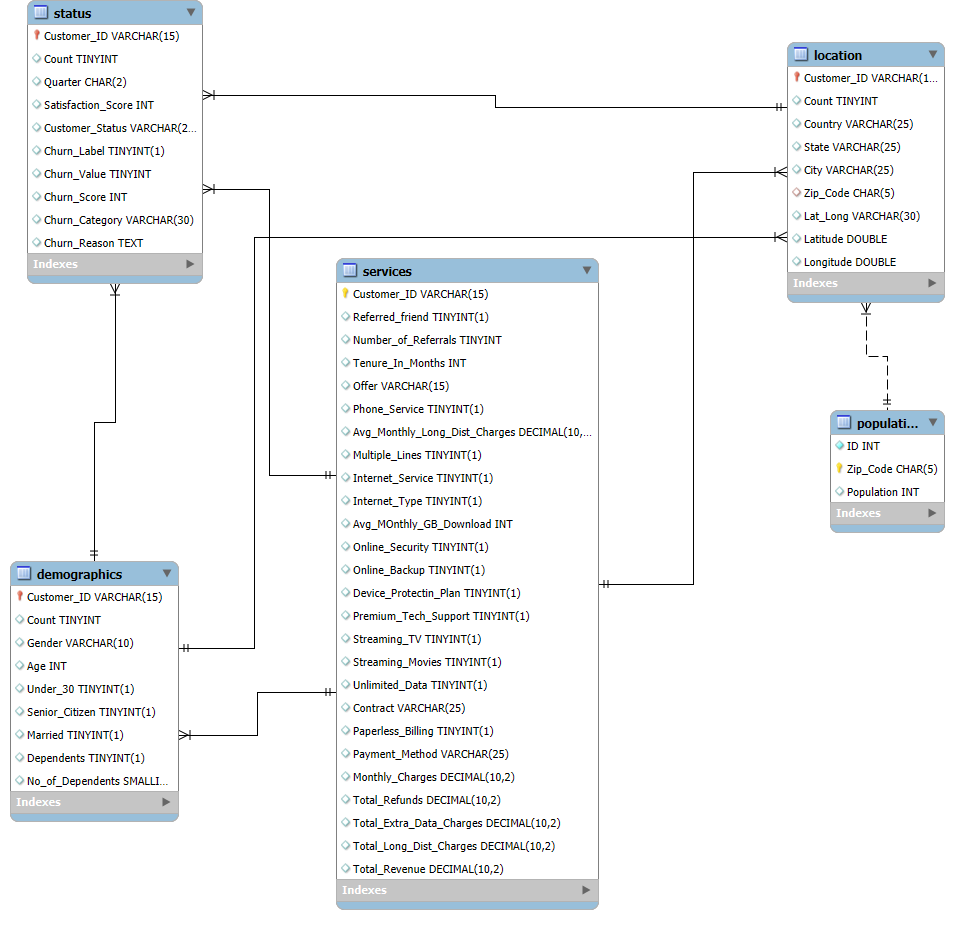 status
Customer_ID VARCHAR(15)
Count TINYINT
Quarter CHAR(2)
Satisfaction_Score INT
Customer_Status VARCHAR(2...
Churn_Label TINYINT(1)
Churn_Value TINYINT
Churn_Score INT
Churn_Category VARCHAR(30)
Churn_Reason TEXT
Indexes
location
Customer_ID VARCHAR(1...
Count TINYINT
Country VARCHAR(25)
State VARCHAR(25)
City VARCHAR(25)
Zip_Code CHAR(5)
Lat_Long VARCHAR(30)
Latitude DOUBLE
Longitude DOUBLE
Indexes
services
Customer_ID VARCHAR(15)
Referred_friend TINYINT(1)
Number_of_Referrals TINYINT
Tenure_In_Months INT
Offer VARCHAR(15)
Phone_Service TINYINT(1)
Avg_Monthly_Long_Dist_Charges DECIMAL(10,...
Multiple_Lines TINYINT(1)
Internet_Service TINYINT(1)
Internet_Type TINYINT(1)
Avg_MOnthly_GB_Download INT
Online_Security TINYINT(1)
Online_Backup TINYINT(1)
Device_Protectin_Plan TINYINT(1)
Premium_Tech_Support TINYINT(1)
Streaming_TV TINYINT(1)
Streaming_Movies TINYINT(1)
Unlimited_Data TINYINT(1)
Contract VARCHAR(25)
Paperless_Billing TINYINT(1)
Payment_Method VARCHAR(25)
Monthly_Charges DECIMAL(10,2)
Total_Refunds DECIMAL(10,2)
Total_Extra_Data_Charges DECIMAL(10,2)
Total_Long_Dist_Charges DECIMAL(10,2)
Total_Revenue DECIMAL(10,2)
Indexes
populati...
ID INT
Zip_Code CHAR(5)
Population INT
Indexes
demographics
Customer_ID VARCHAR(15)
Count TINYINT
Gender VARCHAR(10)
Age INT
Under_30 TINYINT(1)
Senior_Citizen TINYINT(1)
Married TINYINT(1)
Dependents TINYINT(1)
No_of_Dependents SMALLI...
Indexes